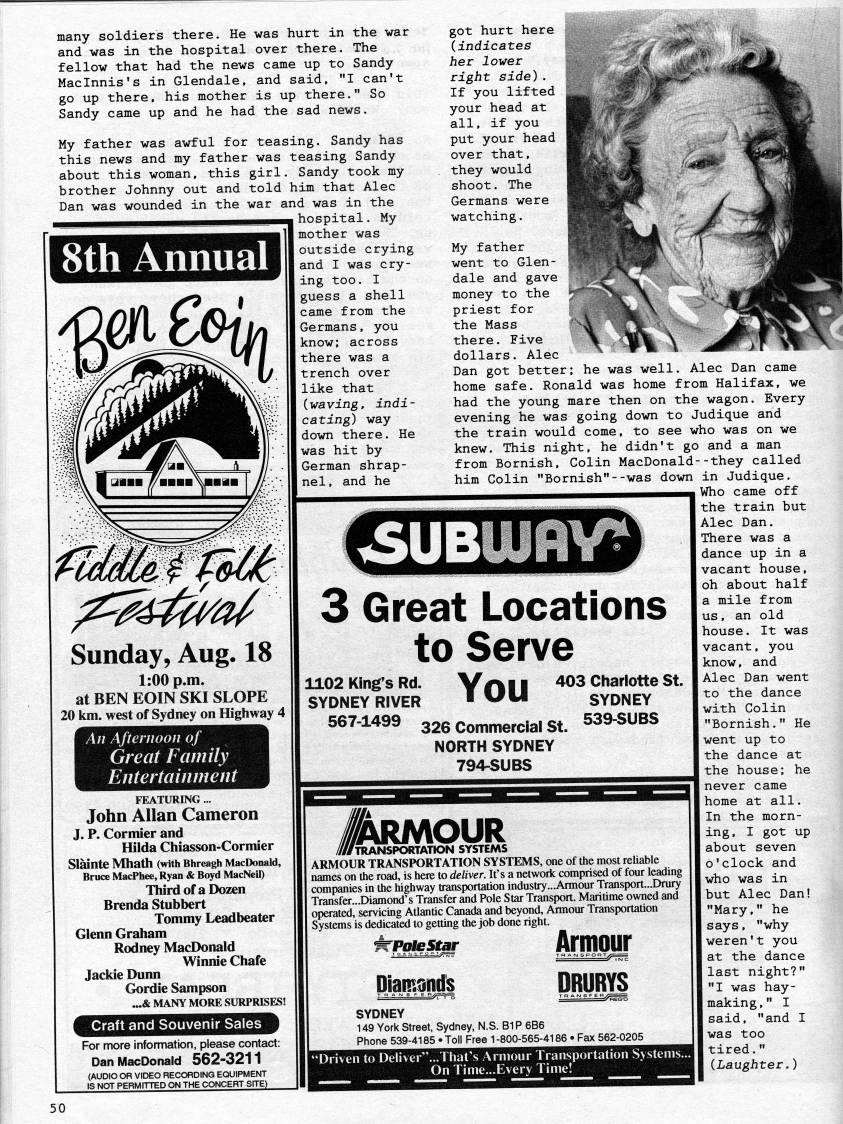 many soldiers there. He was hurt in the war
and was in the hospital over there. The
fellow that had the news came up to Sandy
MacInnis's in Glendale, and said, "I can't
go up there, his mother is up there." So
Sandy came up and he had the sad news.
My father was awful for teasing. Sandy has
this news and my father was teasing Sandy
about this woman, this girl. Sandy took my
brother Johnny out and told him that Alec
Dan was wounded in the war and was in the
hospital. My
mother was
outside crying
and I was cry-
ing too. I
guess a shell
came from the
Germans, you
know; across
there was a
trench over
like that
(waving, indi-
cating) way
down there. He
was hit by
German shrap-
nel, and he
got hurt here
(indicates
her lower
right side).
If you lifted
your head at
all, if you
put your head
over that,
they would
shoot. The
Germans were
watching.
My father
went to Glen-
dale and gave
money to the
priest for
the Mass
there. Five
dollars. Alec
Dan got better; he was well. Alec Dan came
home safe. Ronald was home from Halifax, we
had the young mare then on the wagon. Every
evening he was going down to Judique and
the train would come, to see who was on we
knew. This night, he didn't go and a man
from Bornish, Colin MacDonald--they called
him Colin "Bornish"--was down in Judique.
Who came off
the train but
Alec Dan.
There was a
dance up in a
vacant house,
oh about half
a mile from
us, an old
house. It was
vacant, you
know, and
Alec Dan went
to the dance
with Colin
"Bornish." He
went up to
the dance at
the house; he
never came
home at all.
In the morn-
ing, I got up
about seven
o'clock and
who was in
but Alec Dan!
"Mary," he
says, "why
weren't you
at the dance
last night?"
"I was hay-
making," I
said, "and I
was too
tired."
(Laughter.)
8th Annual
Ben Eoin
Fiddle & Folk
Festival
Sunday, Aug. 18
1:00 p.m.
at BEN EOIN SKI SLOPE
20 km. west of Sydney on Highway 4
An Afternoon of
Great Family
Entertainment
FEATURING ...
John Allan Cameron
J. P. Cormier and
Hilda Chiasson-Cormier
Slàinte Mhath (with Bhreagh MacDonald,
Bruce MacPhee, Ryan & Boyd MacNeil)
Third of a Dozen
Brenda Stubbert
Tommy Leadbeater
Glenn Graham
Rodney MacDonald
Winnie Chafe
Jackie Dunn
Gordie Sampson
...& MANY MORE SURPRISES!
Craft and Souvenir Sales
For more information, please contact:
Dan MacDonald 562-3211
(AUDIO OR VIDEO RECORDING EQUIPMENT
IS NOT PERMITTED ON THE CONCERT SITE)
SUBWAY®
3 Great Locations
to Serve
You
1102 King's Rd.
SYDNEY RIVER
567-1499
326 Commercial St.
NORTH SYDNEY
794-SUBS
403 Charlotte St.
SYDNEY
539-SUBS
ARMOUR
TRANSPORTATION SYSTEMS
ARMOUR TRANSPORTATION SYSTEMS, one of the most reliable
names on the road, is here to deliver. It's a network comprised of four leading
companies in the highway transportation industry...Armour Transport...Drury
Transfer...Diamond's Transfer and Pole Star Transport. Maritime owned and
operated, servicing Atlantic Canada and beyond, Armour Transportation
Systems is dedicated to getting the job done right.
Pole Star
TRANSPORT INC
Armour
TRANSPORT INC
Diamonds
TRANSFER LTD
DRURYS
TRANSFER
SYDNEY
149 York Street, Sydney, N.S. B1P 6B6
Phone 539-4185 • Toll Free 1-800-565-4186 • Fax 562-0205
"Driven to Deliver"...That's Armour Transportation Systems...
On Time...Every Time!
50